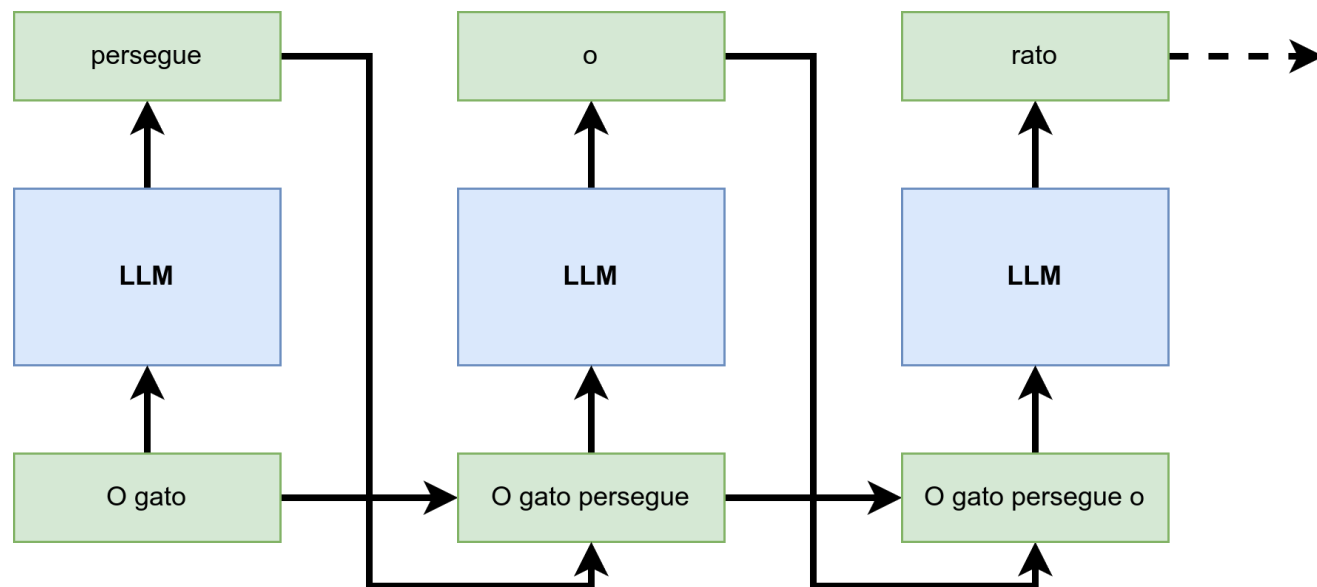 persegue
o
rato
LLM
LLM
LLM
O gato
O gato persegue
O gato persegue o